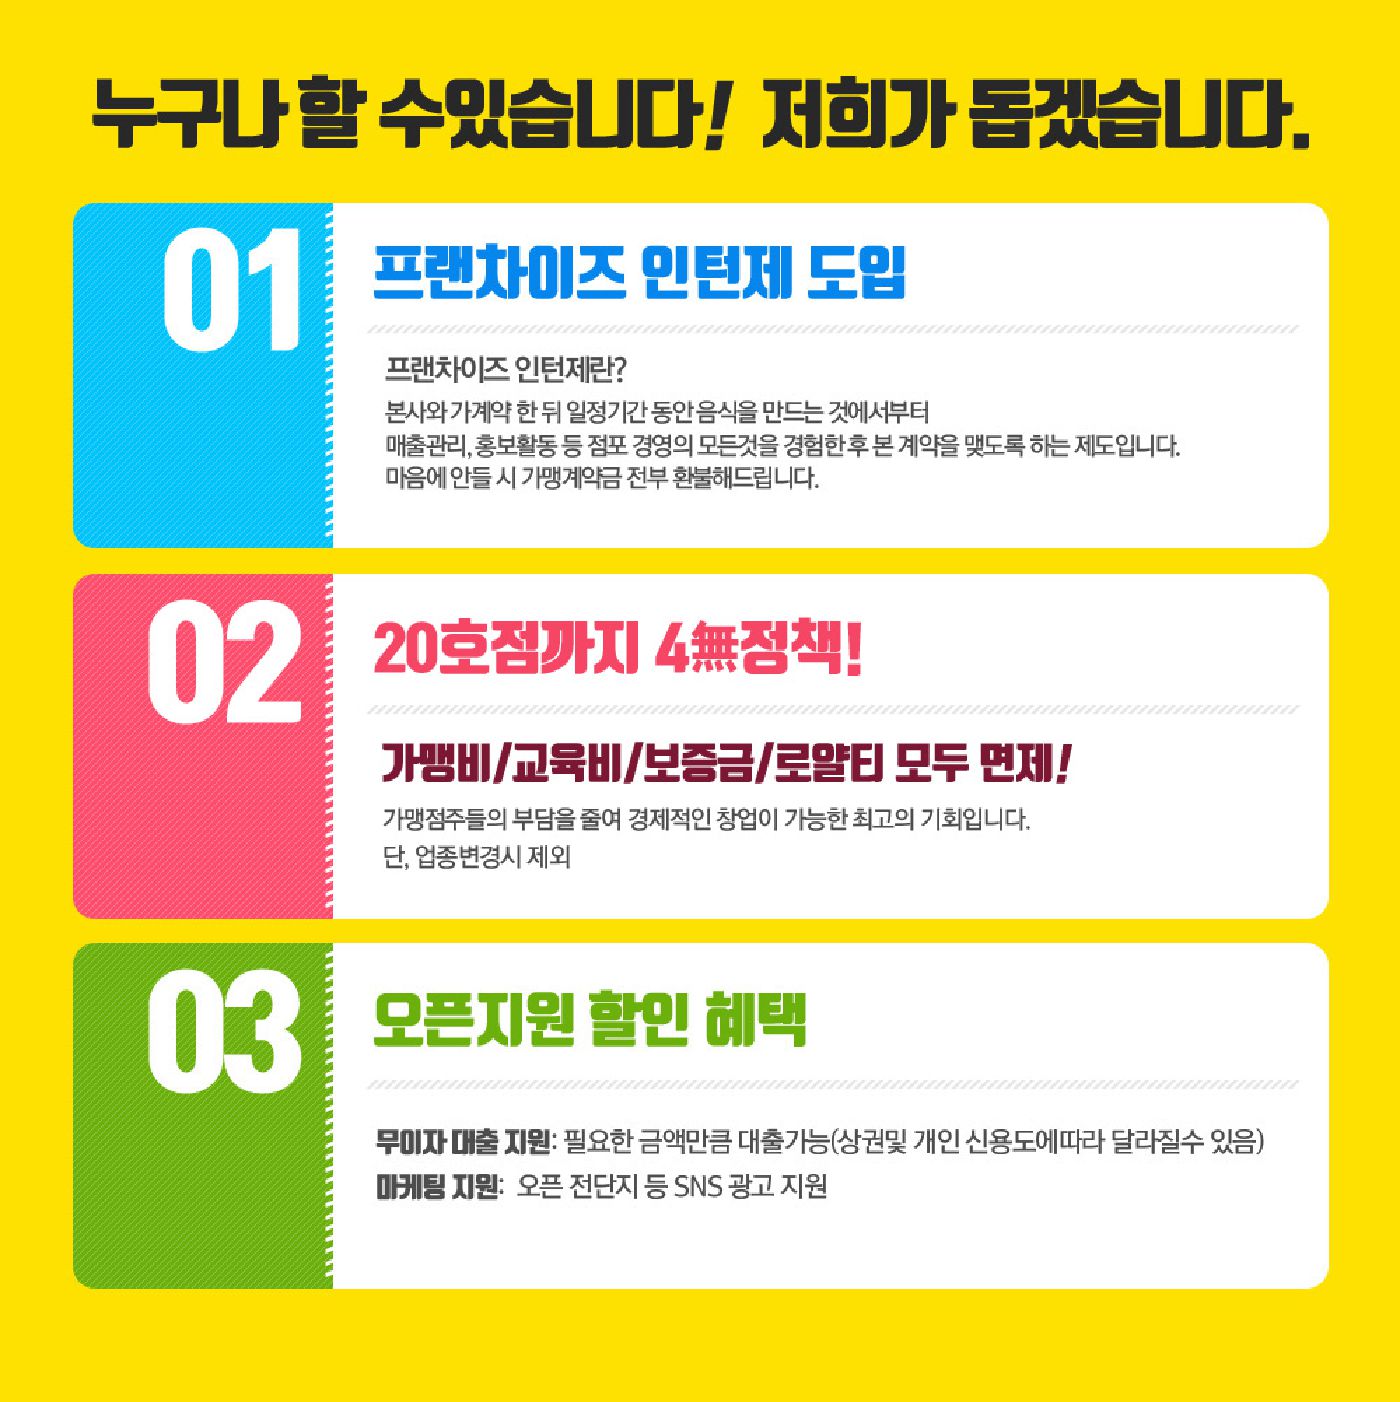 누구나 할 수있습니다! 저희가 돕겠습니다.
01
프랜차이즈 인턴제 도입
프랜차이즈 인턴제란?
본사와 가계약 한 뒤 일정기간 동안 음식을 만드는 것에서부터
매출관리, 홍보활동 등 점포 경영의 모든것을 경험한 후 본 계약을 맺도록 하는 제도입니다.
마음에 안들 시 가맹계약금 전부 환불해드립니다.
02
20호점까지 4無정책!
가맹비/교육비/보증금/로얄티 모두 면제!
가맹점주들의 부담을 줄여 경제적인 창업이 가능한 최고의 기회입니다.
단, 업종변경시 제외
03
오픈지원 할인 혜택
무이자 대출 지원: 필요한 금액만큼 대출가능(상권및 개인 신용도에따라 달라질수 있음)
마케팅 지원: 오픈 전단지 등 SNS 광고 지원